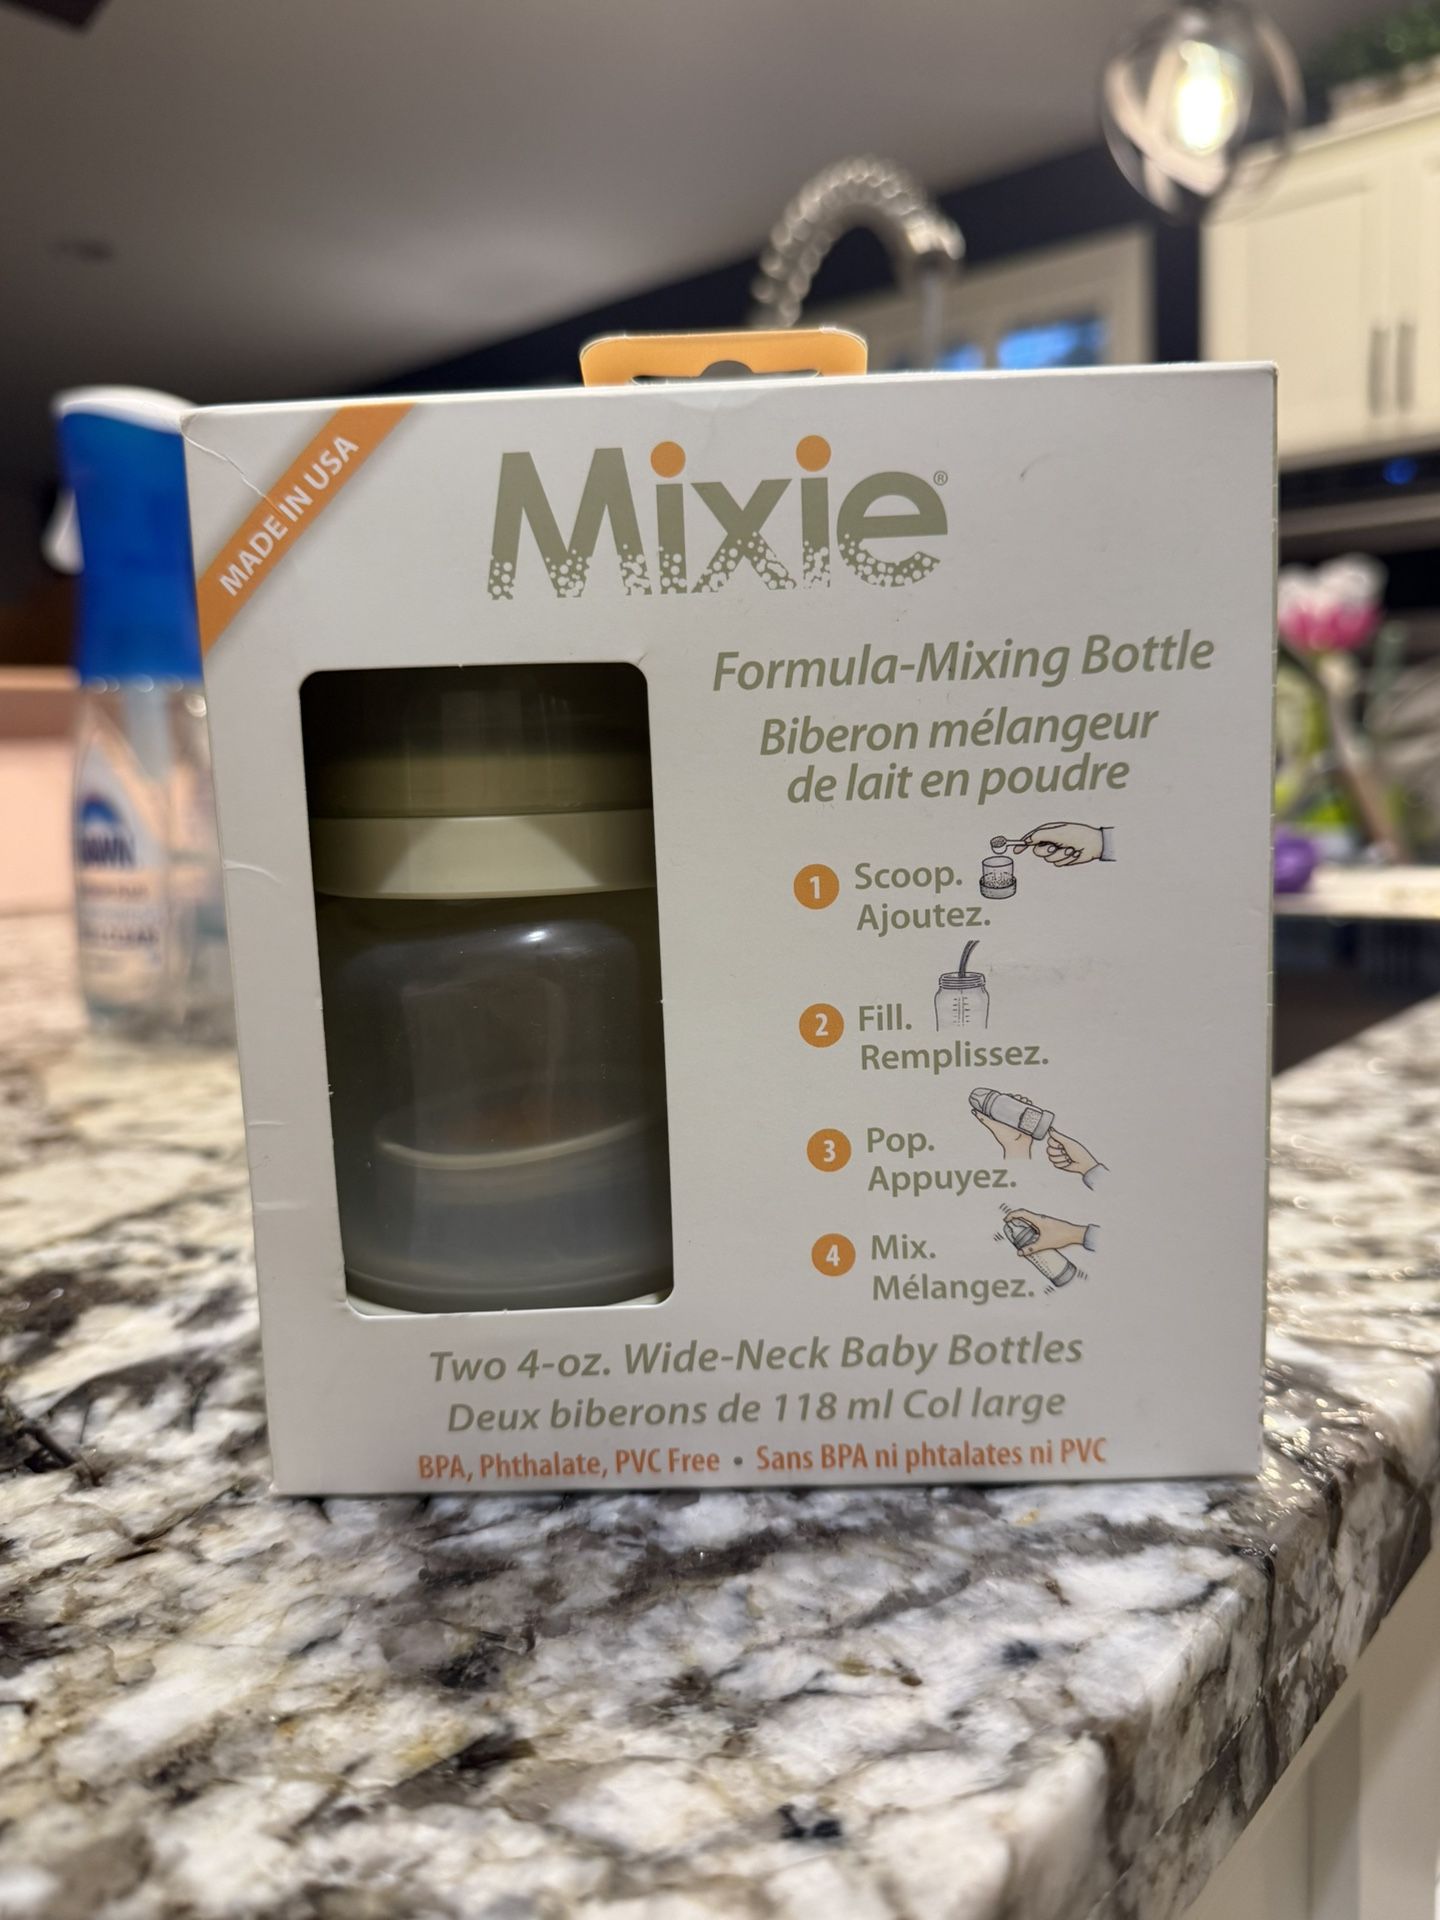 MADE IN USA
Mixie®
Formula-Mixing Bottle
Biberon mélangeur
de lait en poudre
1 Scoop.
Ajoutez.
2 Fill.
Remplissez.
3 Pop.
Appuyez.
4 Mix.
Mélangez.
Two 4-oz. Wide-Neck Baby Bottles
Deux biberons de 118 ml Col large
BPA, Phthalate, PVC Free • Sans BPA ni phtalates ni PVC
DAWN